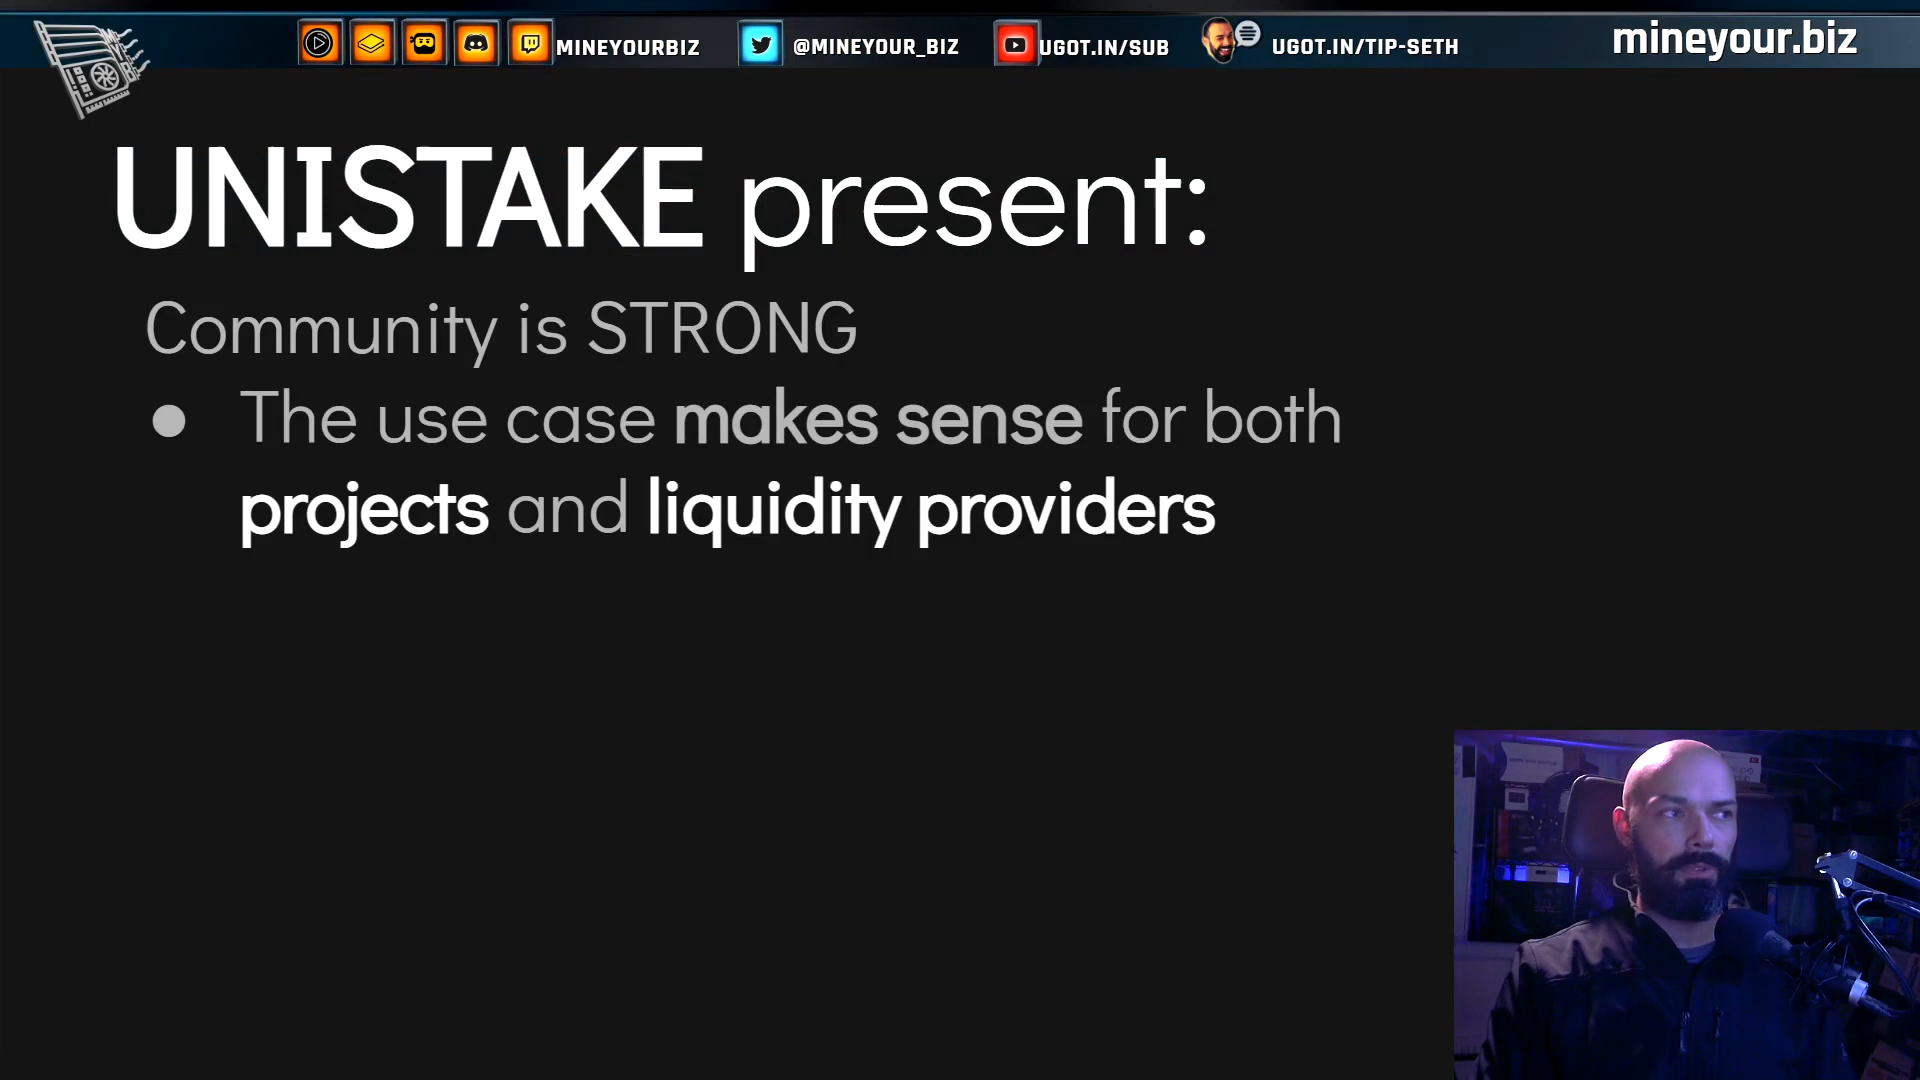 MINEYOURBIZ @MINEYOUR_BIZ UGOT.IN/SUB UGOT.IN/TIP-SETH mineyour.biz
UNISTAKE present:
Community is STRONG
● The use case makes sense for both
projects and liquidity providers